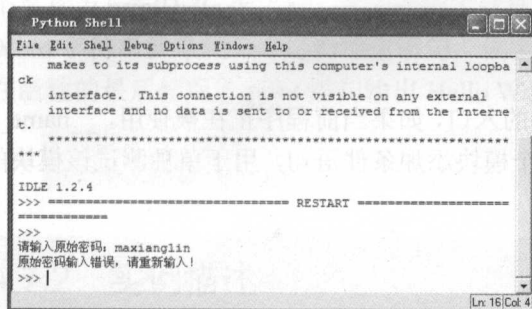 Python Shell
File Edit Shell Debug Options Windows Help
makes to its subprocess using this computer's internal loopba
ck
interface. This connection is not visible on any external
interface and no data is sent to or received from the Interne
t.
****************************************************************
****
IDLE 1.2.4
>>> ================================ RESTART ====================
============
>>>
请输入原始密码：maxianglin
原始密码输入错误，请重新输入！
>>>
Ln: 16 Col: 4